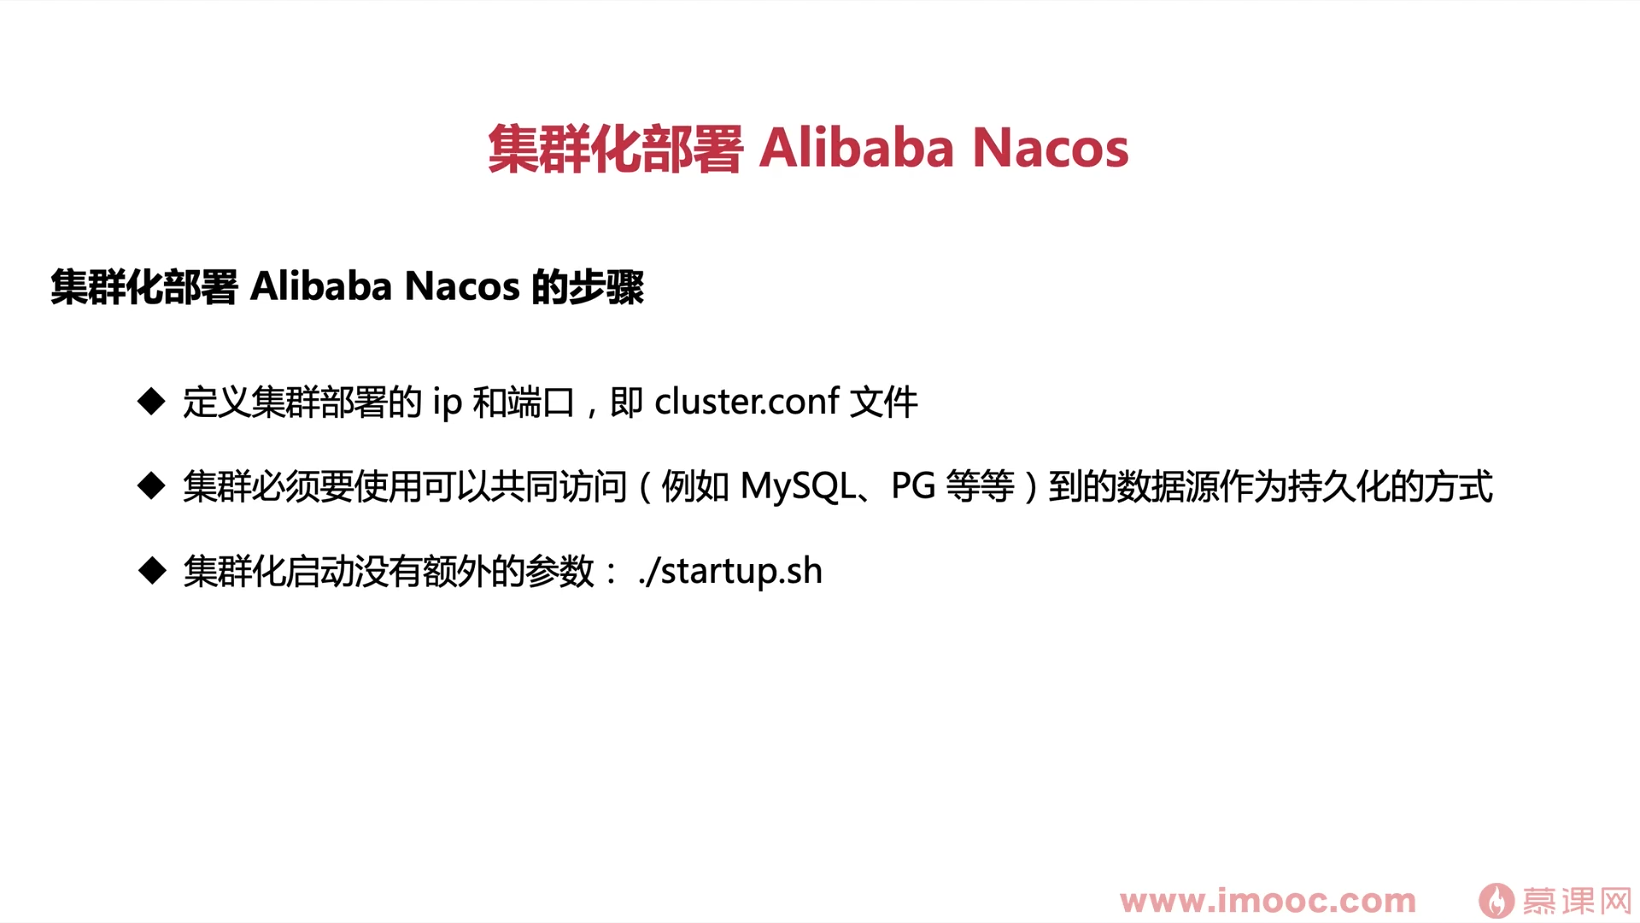 集群化部署 Alibaba Nacos
集群化部署 Alibaba Nacos 的步骤
◆ 定义集群部署的 ip 和端口，即 cluster.conf 文件
◆ 集群必须要使用可以共同访问（例如 MySQL、PG 等等）到的数据源作为持久化的方式
◆ 集群化启动没有额外的参数：./startup.sh
www.imooc.com 慕课网